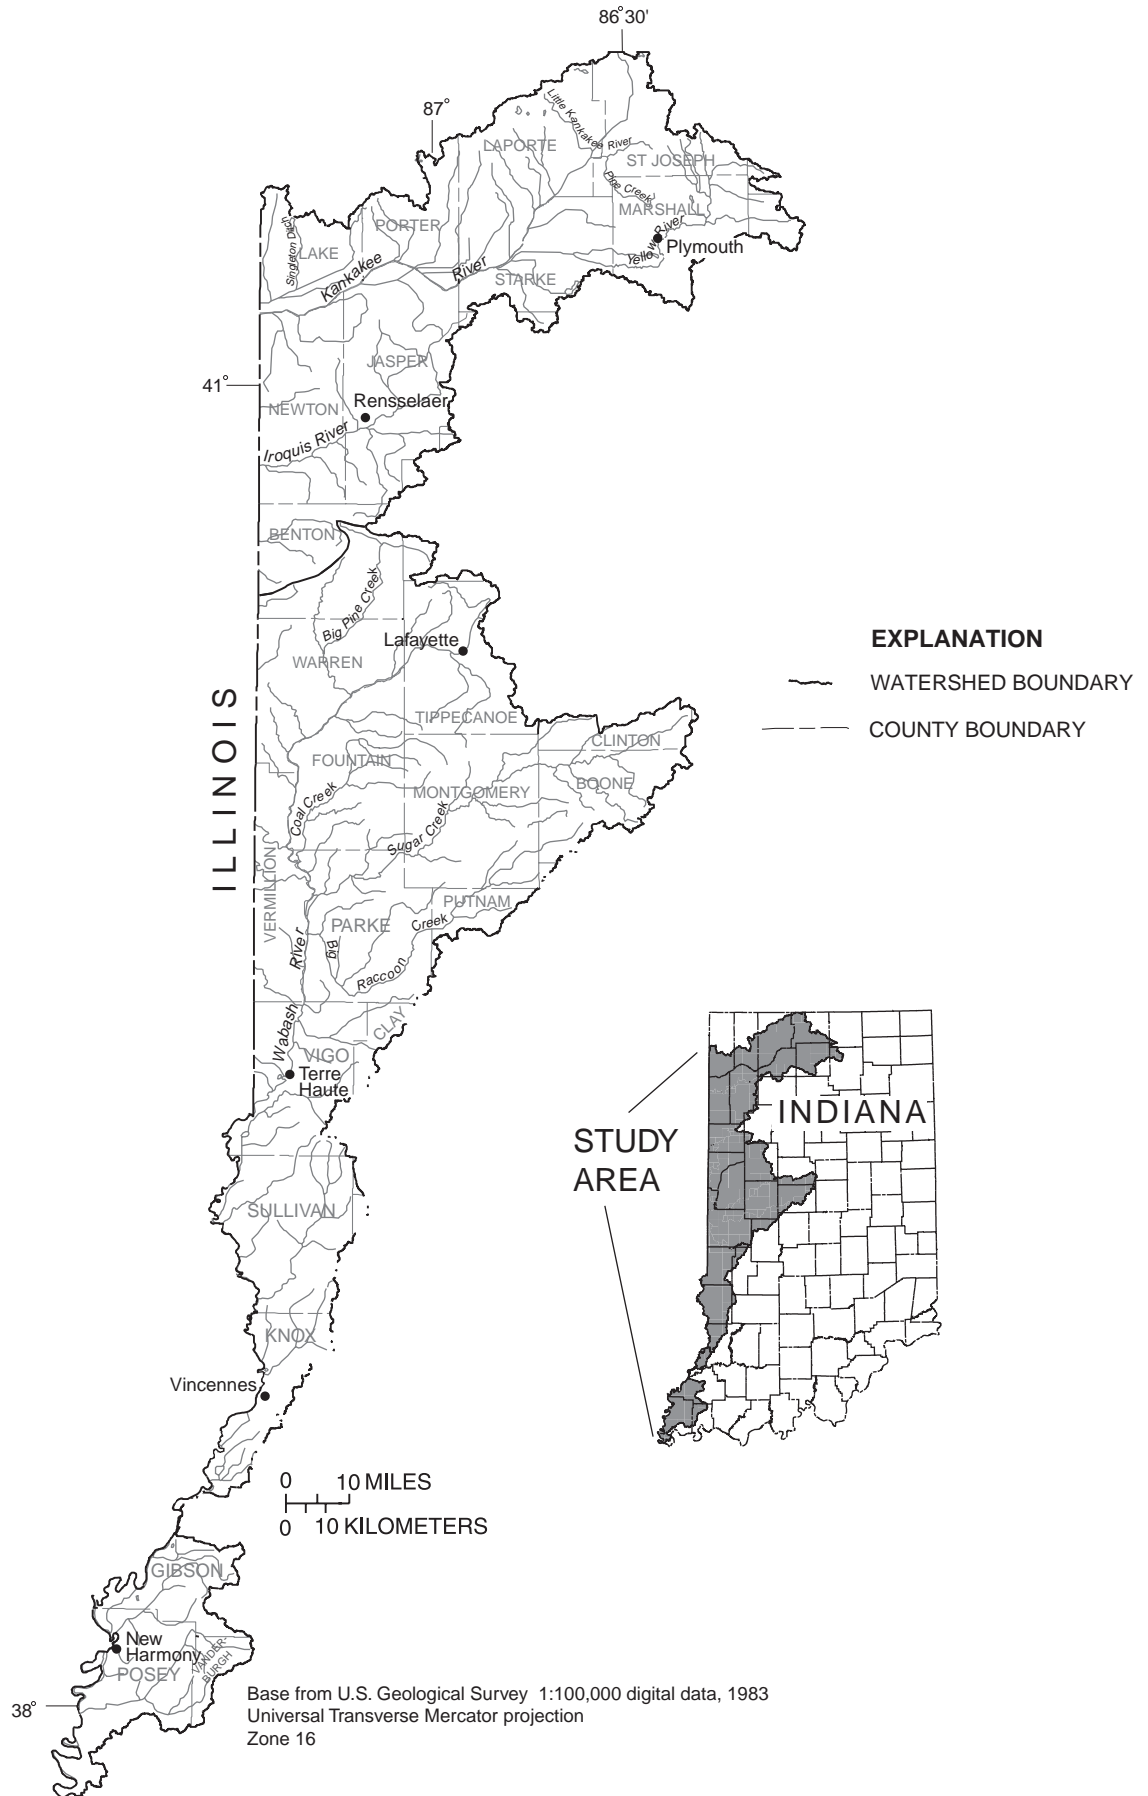 86°30'
87°
Little Kankakee River
LAPORTE
ST JOSEPH
Pine Creek
MARSHALL
Singleton Ditch
PORTER
LAKE
Yellow River
Plymouth
Kankakee River
STARKE
JASPER
41°
Rensselaer
NEWTON
Iroquis River
BENTON
Big Pine Creek
Lafayette
WARREN
EXPLANATION
WATERSHED BOUNDARY
COUNTY BOUNDARY
ILLINOIS
TIPPECANOE
CLINTON
FOUNTAIN
BOONE
MONTGOMERY
Coal Creek
Sugar Creek
VERMILLION
PUTNAM
PARKE
Big Raccoon Creek
Wabash River
CLAY
VIGO
Terre
Haute
INDIANA
STUDY
AREA
SULLIVAN
KNOX
Vincennes
0 10 MILES
0 10 KILOMETERS
GIBSON
New
Harmony
POSEY
VANDER-
BURGH
38°
Base from U.S. Geological Survey 1:100,000 digital data, 1983
Universal Transverse Mercator projection
Zone 16